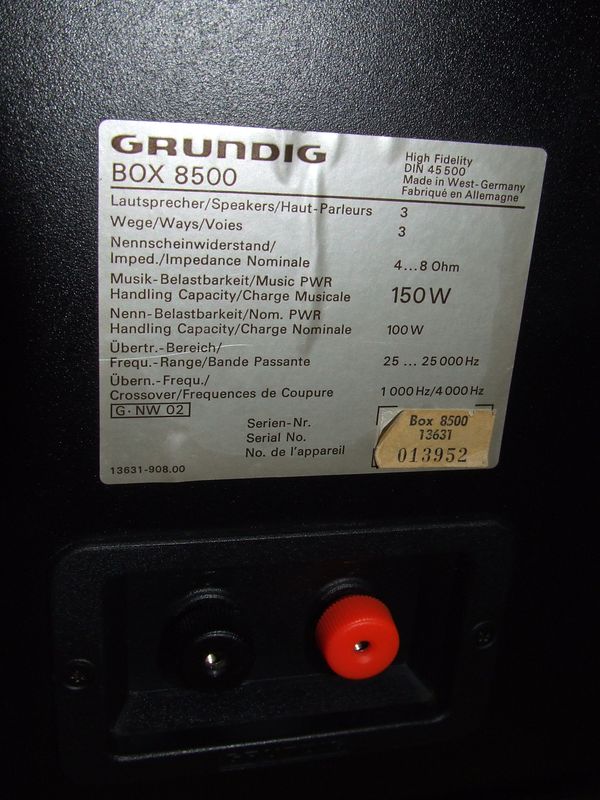 GRUNDIG
BOX 8500
High Fidelity
DIN 45500
Made in West-Germany
Fabriqué en Allemagne
Lautsprecher/Speakers/Haut-Parleurs 3
Wege/Ways/Voies 3
Nennscheinwiderstand/
Imped./Impedance Nominale 4...8 Ohm
Musik-Belastbarkeit/Music PWR
Handling Capacity/Charge Musicale 150 W
Nenn-Belastbarkeit/Nom. PWR
Handling Capacity/Charge Nominale 100 W
Übertr.-Bereich/
Frequ.-Range/Bande Passante 25 ... 25 000 Hz
Übern.-Frequ./
Crossover/Frequences de Coupure 1 000 Hz/4 000 Hz
G·NW 02
Serien-Nr.
Serial No.
No. de l'appareil
Box 8500
13631
013952
13631-908.00